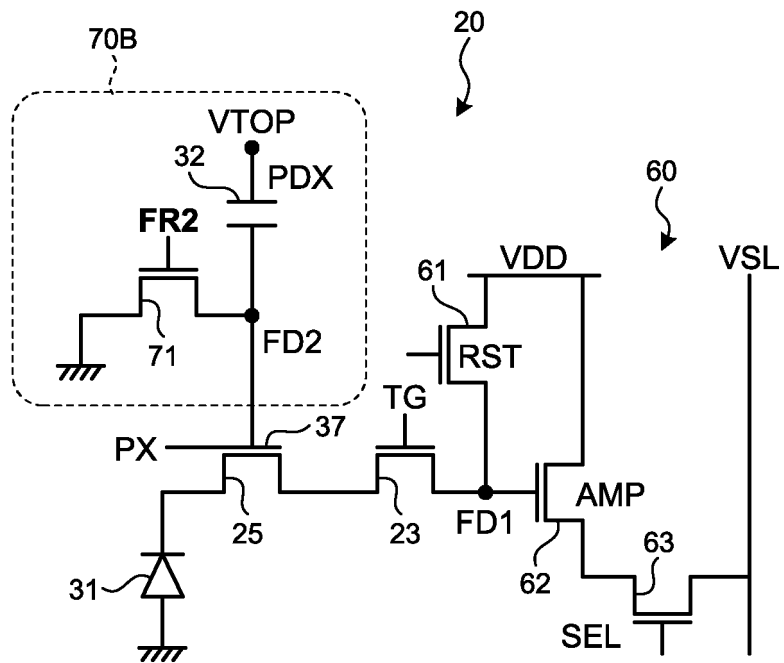 70B
20
VTOP
32
PDX
60
FR2
61
VDD
VSL
71
FD2
RST
TG
PX
37
25
23
FD1
AMP
31
62
63
SEL